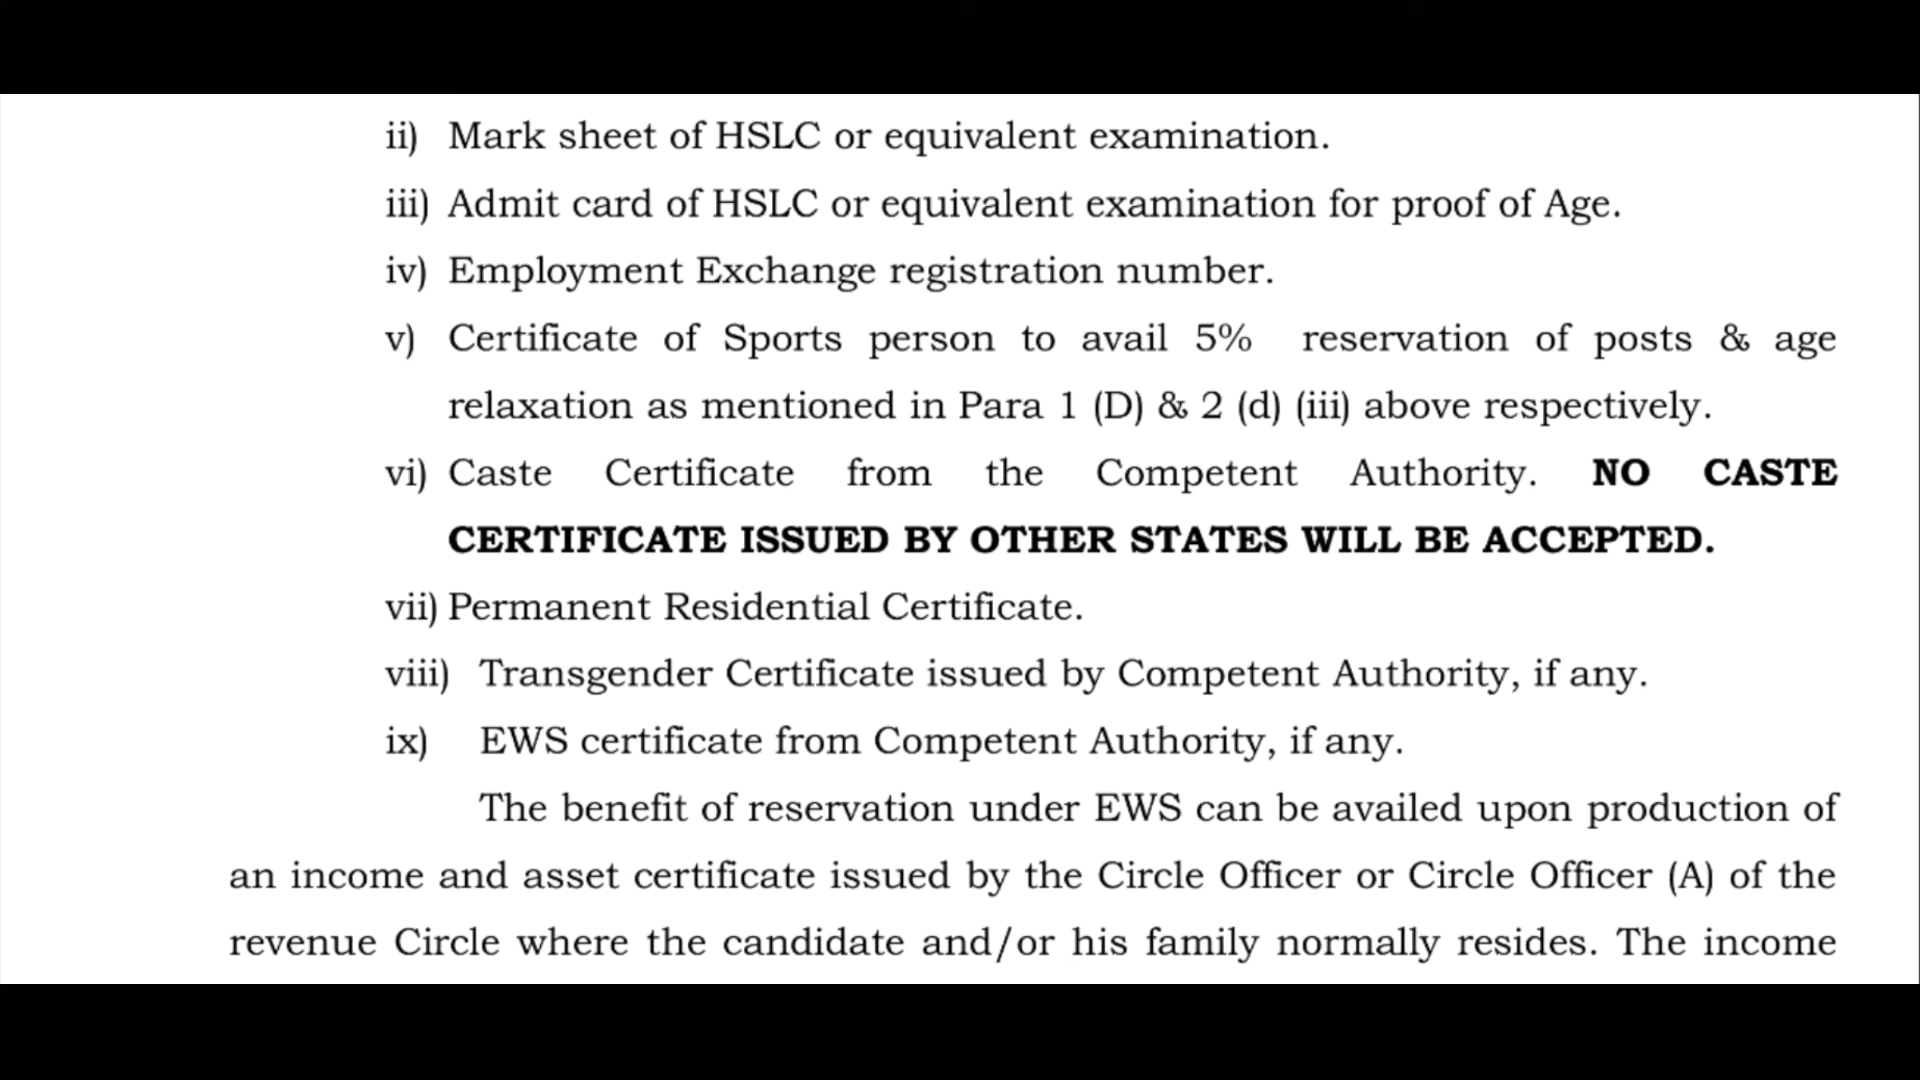 ii) Mark sheet of HSLC or equivalent examination.
iii) Admit card of HSLC or equivalent examination for proof of Age.
iv) Employment Exchange registration number.
v) Certificate of Sports person to avail 5% reservation of posts & age
relaxation as mentioned in Para 1 (D) & 2 (d) (iii) above respectively.
vi) Caste Certificate from the Competent Authority. NO CASTE
CERTIFICATE ISSUED BY OTHER STATES WILL BE ACCEPTED.
vii) Permanent Residential Certificate.
viii) Transgender Certificate issued by Competent Authority, if any.
ix) EWS certificate from Competent Authority, if any.
The benefit of reservation under EWS can be availed upon production of
an income and asset certificate issued by the Circle Officer or Circle Officer (A) of the
revenue Circle where the candidate and/or his family normally resides. The income